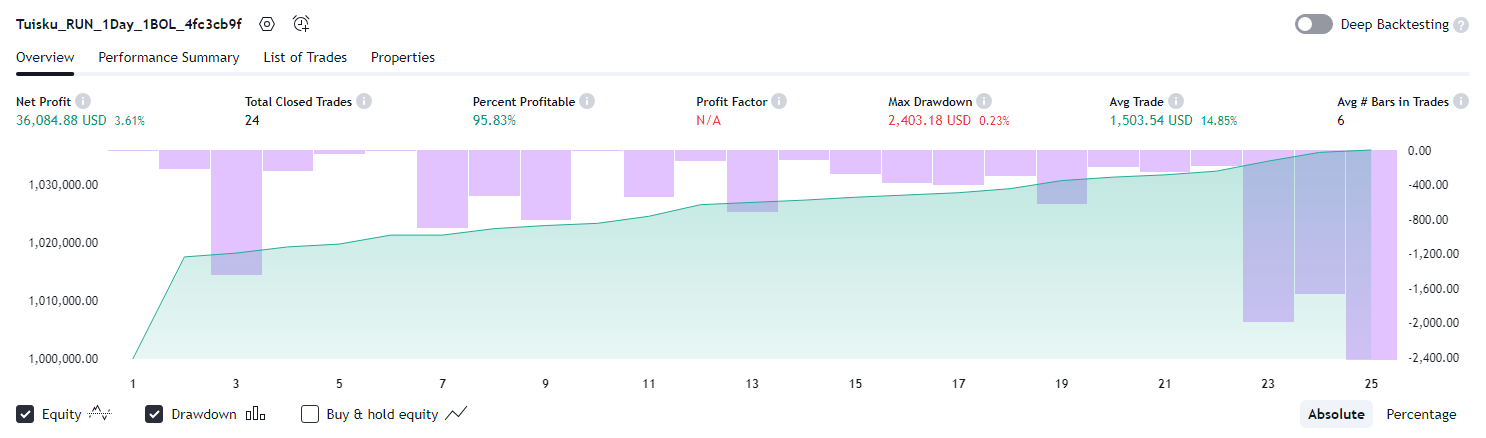 Tuisku_RUN_1Day_1BOL_4fc3cb9f Deep Backtesting ?
Overview Performance Summary List of Trades Properties
Net Profit i Total Closed Trades i Percent Profitable i Profit Factor i Max Drawdown i Avg Trade i Avg # Bars in Trades i
36,084.88 USD 3.61% 24 95.83% N/A 2,403.18 USD 0.23% 1,503.54 USD 14.85% 6
0.00
1,030,000.00 -400.00
-800.00
1,020,000.00 -1,200.00
1,010,000.00 -1,600.00
-2,000.00
1,000,000.00 -2,400.00
1 3 5 7 9 11 13 15 17 19 21 23 25
Equity Drawdown Buy & hold equity Absolute Percentage